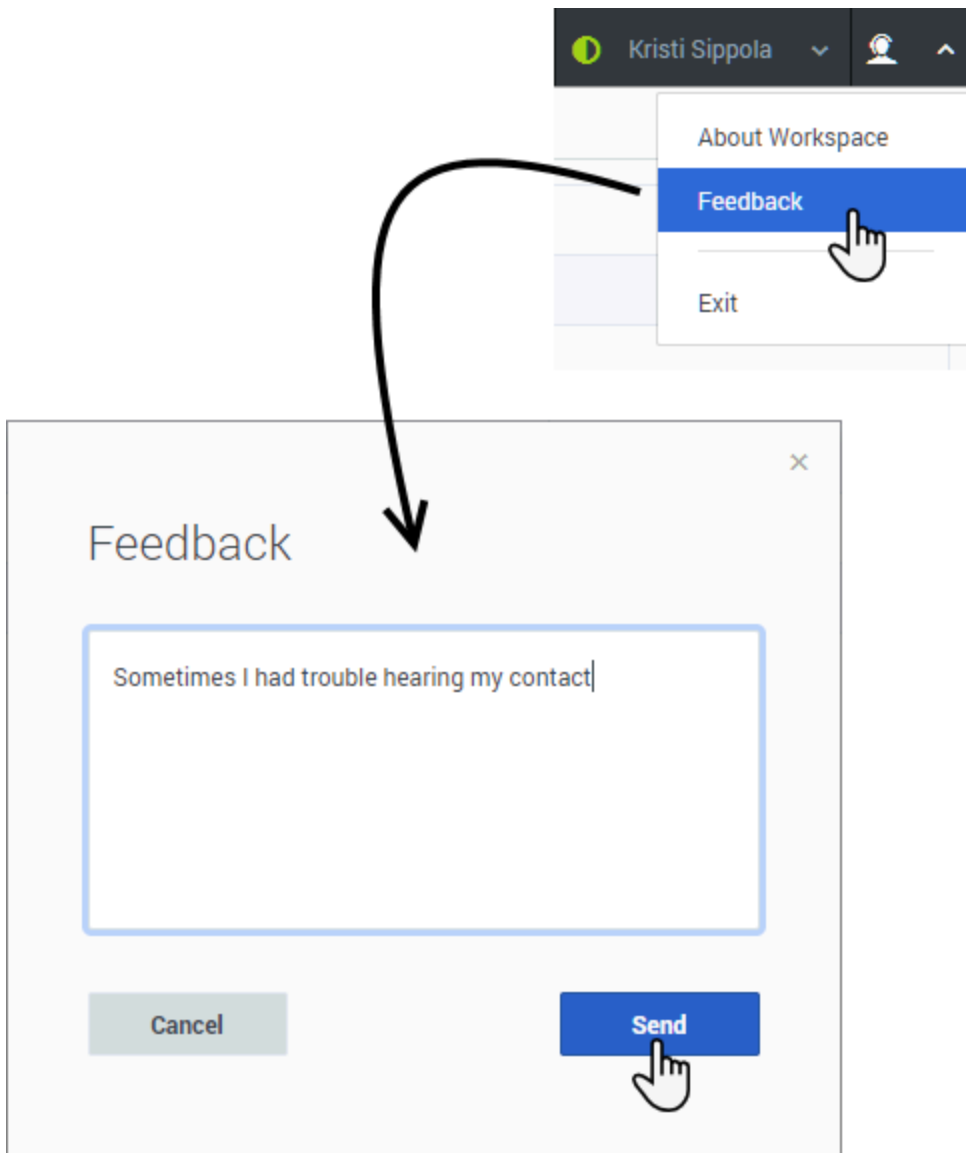 Kristi Sippola
About Workspace
Feedback
Exit
Feedback
Sometimes I had trouble hearing my contact
Cancel
Send